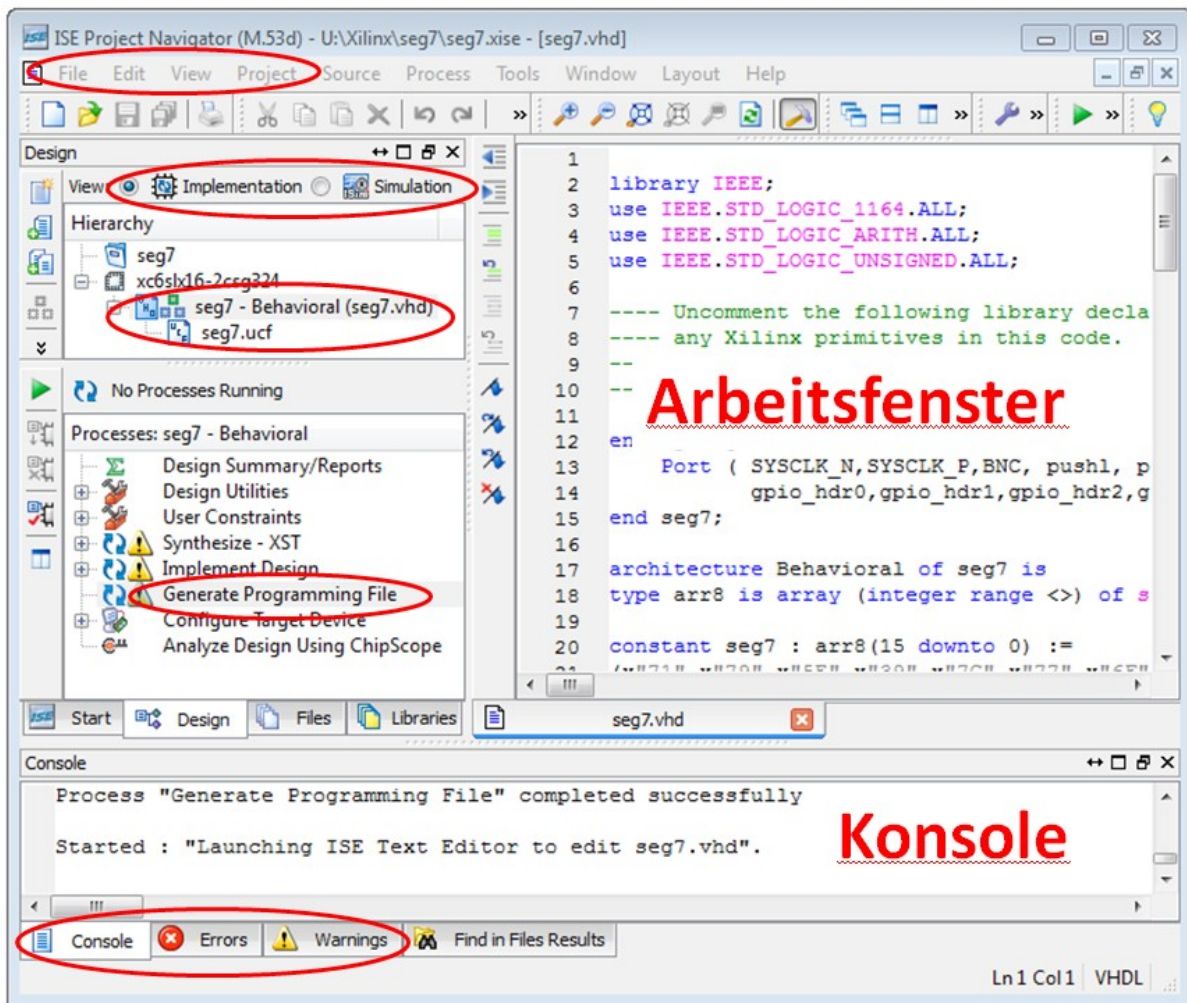 ISE Project Navigator (M.53d) - U:\Xilinx\seg7\seg7.xise - [seg7.vhd]
File Edit View Project Source Process Tools Window Layout Help
Design
View: Implementation Simulation
Hierarchy
seg7
xc6slx16-2csg324
seg7 - Behavioral (seg7.vhd)
seg7.ucf
No Processes Running
Processes: seg7 - Behavioral
Design Summary/Reports
Design Utilities
User Constraints
Synthesize - XST
Implement Design
Generate Programming File
Configure Target Device
Analyze Design Using ChipScope
Start Design Files Libraries
1
2 library IEEE;
3 use IEEE.STD_LOGIC_1164.ALL;
4 use IEEE.STD_LOGIC_ARITH.ALL;
5 use IEEE.STD_LOGIC_UNSIGNED.ALL;
6
7 ---- Uncomment the following library decla
8 ---- any Xilinx primitives in this code.
9 --
10 --
11
12 en
13 Port ( SYSCLK_N,SYSCLK_P,BNC, push1, p
14 gpio_hdr0,gpio_hdr1,gpio_hdr2,g
15 end seg7;
16
17 architecture Behavioral of seg7 is
18 type arr8 is array (integer range <>) of s
19
20 constant seg7 : arr8(15 downto 0) :=
Arbeitsfenster
seg7.vhd
Console
Process "Generate Programming File" completed successfully
Started : "Launching ISE Text Editor to edit seg7.vhd".
Konsole
Console Errors Warnings Find in Files Results
Ln 1 Col 1 VHDL